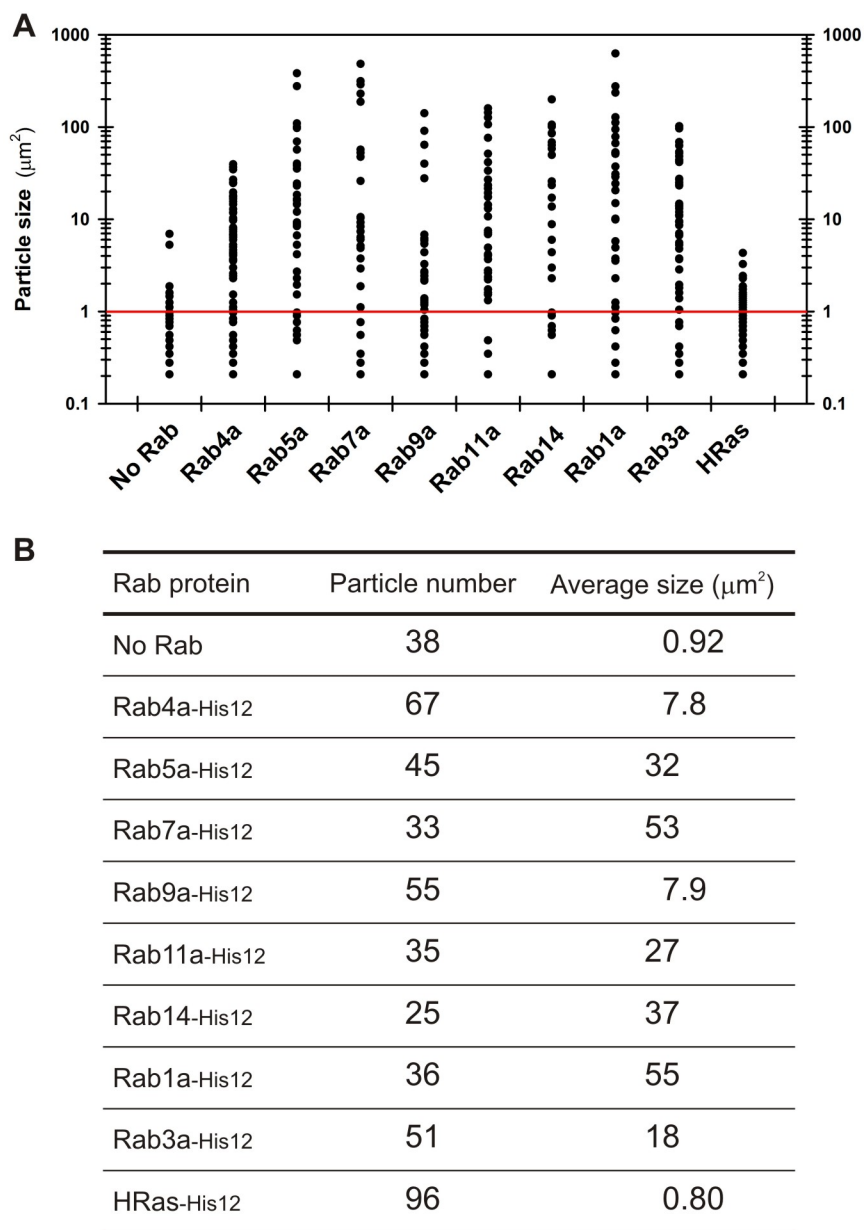 A
Particle size (μm²)
1000 1000
100 100
10 10
1 1
0.1 0.1
No Rab Rab4a Rab5a Rab7a Rab9a Rab11a Rab14 Rab1a Rab3a HRas
B
Rab protein Particle number Average size (μm²)
No Rab 38 0.92
Rab4a-His12 67 7.8
Rab5a-His12 45 32
Rab7a-His12 33 53
Rab9a-His12 55 7.9
Rab11a-His12 35 27
Rab14-His12 25 37
Rab1a-His12 36 55
Rab3a-His12 51 18
HRas-His12 96 0.80